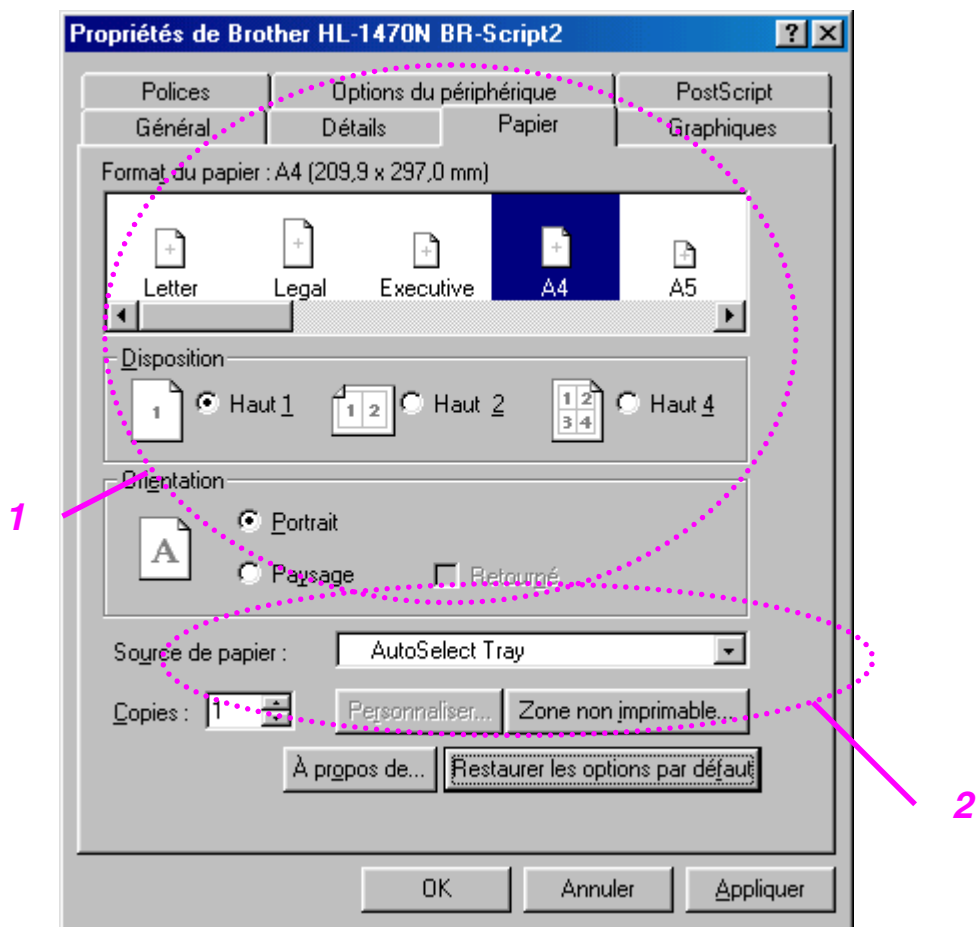 Propriétés de Brother HL-1470N BR-Script2
Polices Options du périphérique PostScript
Général Détails Papier Graphiques
Format du papier : A4 (209,9 x 297,0 mm)
Letter Legal Executive A4 A5
Disposition
1 Haut 1 1 2 Haut 2 1 2 Haut 4
3 4
Orientation
1
A Portrait
Paysage Retourné
Source de papier : AutoSelect Tray
Copies : 1 Personnaliser... Zone non imprimable...
À propos de... Restaurer les options par défaut
2
OK Annuler Appliquer